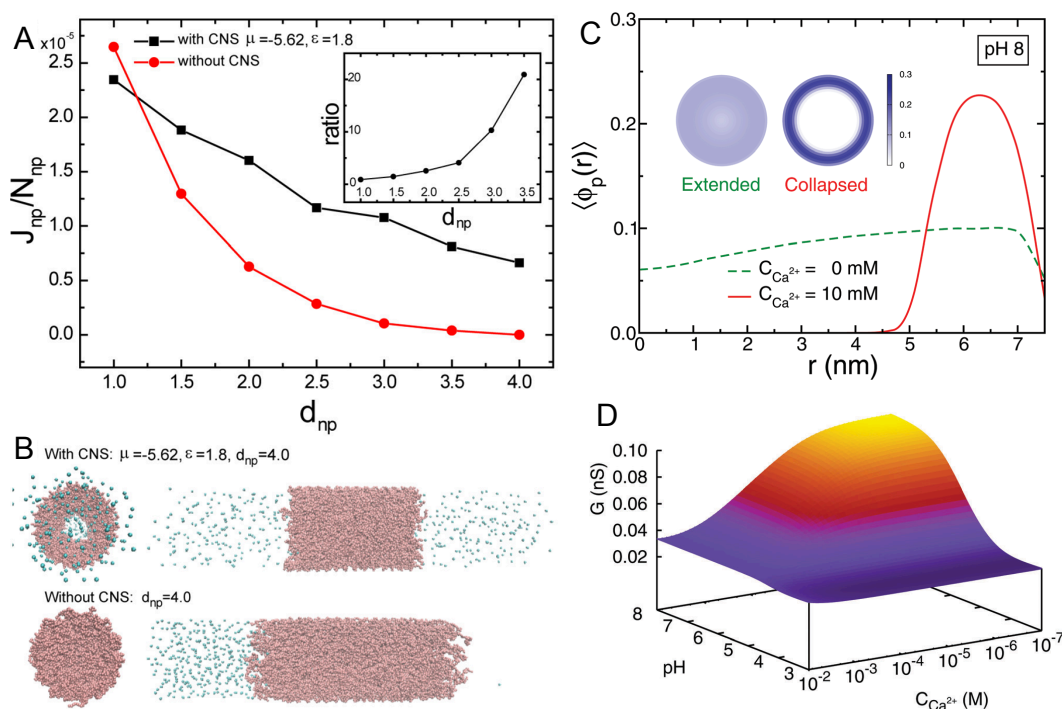 A
x10⁻⁵
with CNS μ=-5.62, ε=1.8
without CNS
2.5
2.0
1.5
1.0
0.5
0.0
J_np/N_np
1.0 1.5 2.0 2.5 3.0 3.5 4.0
d_np
ratio
20
10
0
1.0 1.5 2.0 2.5 3.0 3.5
d_np
B
With CNS: μ=-5.62, ε=1.8, d_np=4.0
Without CNS: d_np=4.0
C
pH 8
⟨ϕ_p(r)⟩
0.3
0.2
0.1
0.0
0.3
0.2
0.1
0
Extended Collapsed
C_Ca²⁺ = 0 mM
C_Ca²⁺ = 10 mM
0 1 2 3 4 5 6 7
r (nm)
D
G (nS)
0.10
0.08
0.06
0.04
0.02
8 7 6 5 4 3
pH
10⁻² 10⁻³ 10⁻⁴ 10⁻⁵ 10⁻⁶ 10⁻⁷
C_Ca²⁺ (M)